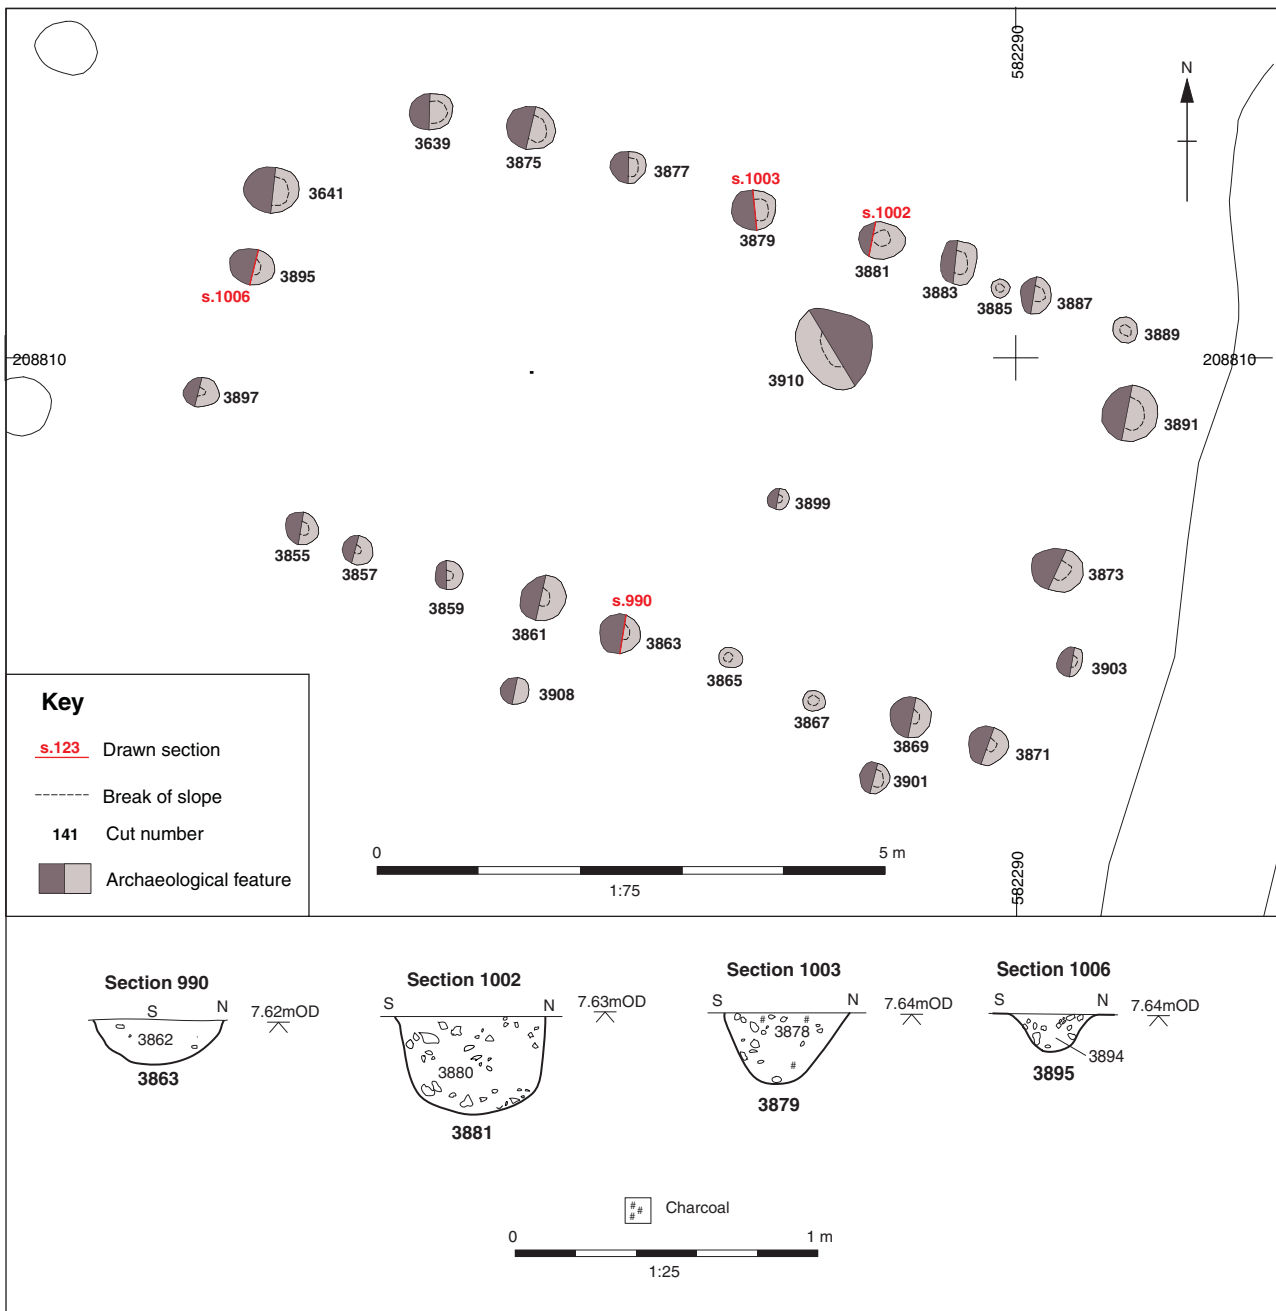 582290
N
3639
3875
3877
3641
s.1003
3879
s.1002
3881
3895
s.1006
3883
3885
3887
3889
208810
208810
3910
3897
3891
3899
3855
3857
3859
3861
s.990
3863
3873
3865
3903
3908
3867
3869
3871
3901
Key
s.123 Drawn section
Break of slope
141 Cut number
Archaeological feature
0 5 m
1:75
582290
Section 990
S N 7.62mOD
3862
3863
Section 1002
S N 7.63mOD
3880
3881
Section 1003
S N 7.64mOD
# #
3878
#
3879
Section 1006
S N 7.64mOD
3894
3895
# # # Charcoal
0 1 m
1:25